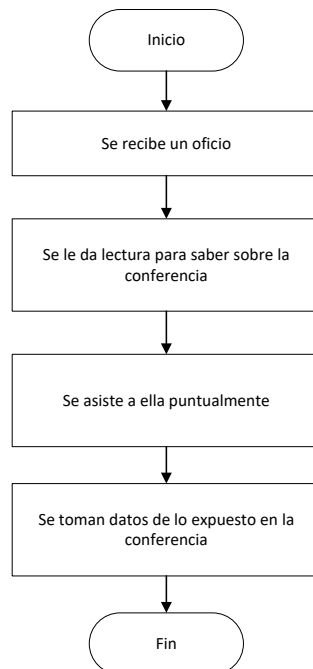 Inicio
Se recibe un oficio
Se le da lectura para saber sobre la
conferencia
Se asiste a ella puntualmente
Se toman datos de lo expuesto en la
conferencia
Fin